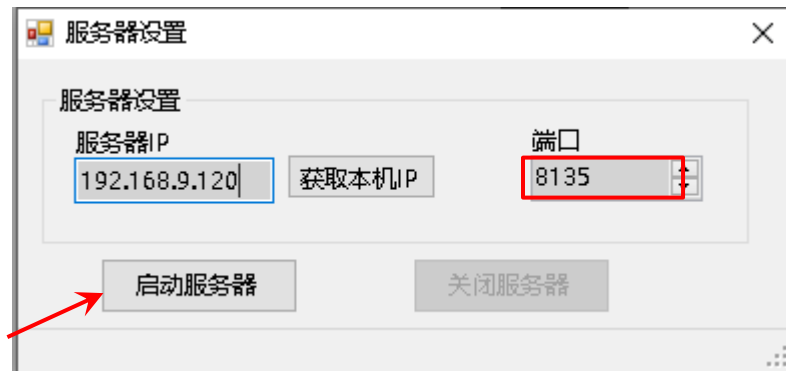 服务器设置
服务器设置
服务器IP
端口
192.168.9.120
获取本机IP
8135
启动服务器
关闭服务器